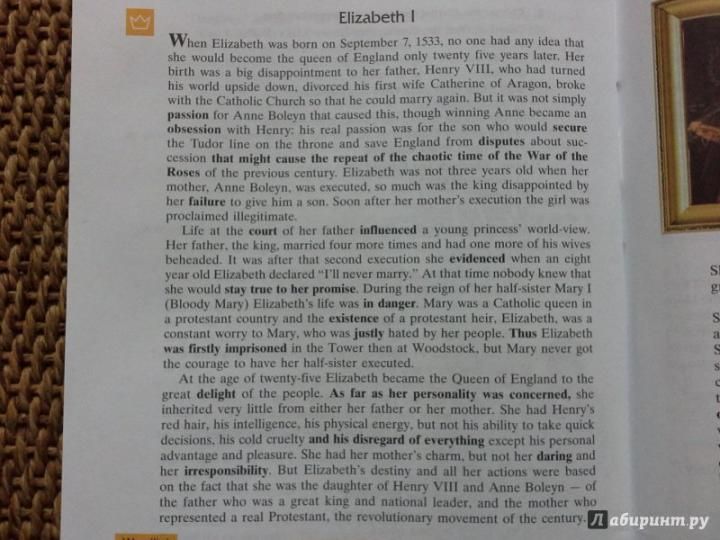 Elizabeth I
When Elizabeth was born on September 7, 1533, no one had any idea that
she would become the queen of England only twenty five years later. Her
birth was a big disappointment to her father, Henry VIII, who had turned
his world upside down, divorced his first wife Catherine of Aragon, broke
with the Catholic Church so that he could marry again. But it was not simply
passion for Anne Boleyn that caused this, though winning Anne became an
obsession with Henry: his real passion was for the son who would secure
the Tudor line on the throne and save England from disputes about suc-
cession that might cause the repeat of the chaotic time of the War of the
Roses of the previous century. Elizabeth was not three years old when her
mother, Anne Boleyn, was executed, so much was the king disappointed by
her failure to give him a son. Soon after her mother's execution the girl was
proclaimed illegitimate.
Life at the court of her father influenced a young princess' world-view.
Her father, the king, married four more times and had one more of his wives
beheaded. It was after that second execution she evidenced when an eight
year old Elizabeth declared "I'll never marry." At that time nobody knew that
she would stay true to her promise. During the reign of her half-sister Mary I
(Bloody Mary) Elizabeth's life was in danger. Mary was a Catholic queen in
a protestant country and the existence of a protestant heir, Elizabeth, was a
constant worry to Mary, who was justly hated by her people. Thus Elizabeth
was firstly imprisoned in the Tower then at Woodstock, but Mary never got
the courage to have her half-sister executed.
At the age of twenty-five Elizabeth became the Queen of England to the
great delight of the people. As far as her personality was concerned, she
inherited very little from either her father or her mother. She had Henry's
red hair, his intelligence, his physical energy, but not his ability to take quick
decisions, his cold cruelty and his disregard of everything except his personal
advantage and pleasure. She had her mother's charm, but not her daring and
her irresponsibility. But Elizabeth's destiny and all her actions were based
on the fact that she was the daughter of Henry VIII and Anne Boleyn — of
the father who was a great king and national leader, and the mother who
represented a real Protestant, the revolutionary movement of the century.
Лабиринт.ру